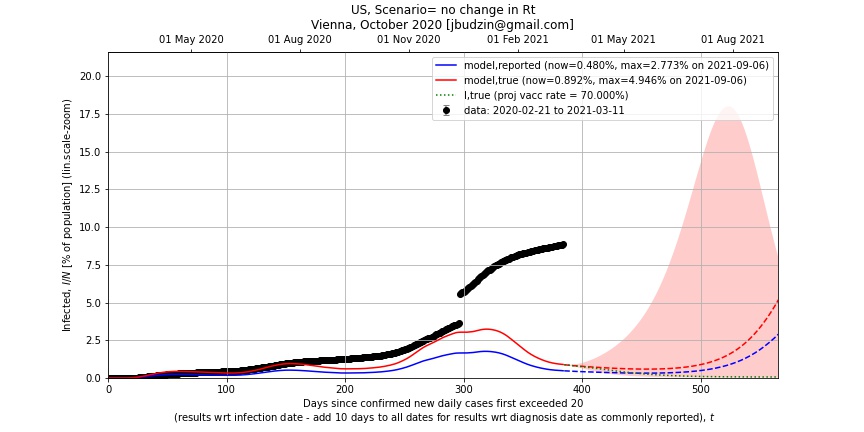 US, Scenario= no change in Rt
Vienna, October 2020 [jbudzin@gmail.com]
01 May 2020 01 Aug 2020 01 Nov 2020 01 Feb 2021 01 May 2021 01 Aug 2021
model,reported (now=0.480%, max=2.773% on 2021-09-06)
model,true (now=0.892%, max=4.946% on 2021-09-06)
I,true (proj vacc rate = 70.000%)
data: 2020-02-21 to 2021-03-11
Infected, I/N [% of population] (lin.scale-zoom)
20.0
17.5
15.0
12.5
10.0
7.5
5.0
2.5
0.0
0 100 200 300 400 500
Days since confirmed new daily cases first exceeded 20
(results wrt infection date - add 10 days to all dates for results wrt diagnosis date as commonly reported), t